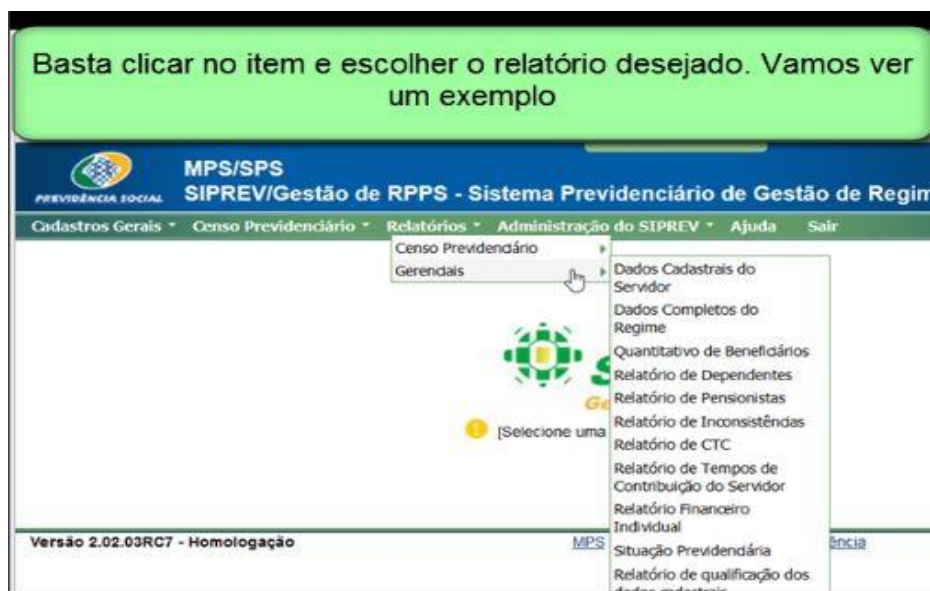 Basta clicar no item e escolher o relatório desejado. Vamos ver
um exemplo
PREVIDÊNCIA SOCIAL
MPS/SPS
SIPREV/Gestão de RPPS - Sistema Previdenciário de Gestão de Regim
Cadastros Gerais Censo Previdenciário Relatórios Administração do SIPREV Ajuda Sair
Censo Previdenciário
Gerenciais
Dados Cadastrais do
Servidor
Dados Completos do
Regime
Quantitativo de Beneficiários
Relatório de Dependentes
Relatório de Pensionistas
Relatório de Inconsistências
Relatório de CTC
Relatório de Tempos de
Contribuição do Servidor
Relatório Financeiro
Individual
Situação Previdenciária
Relatório de qualificação dos
dados cadastrais
S
Ge
[Selecione uma
Versão 2.02.03RC7 - Homologação
MPS
ência